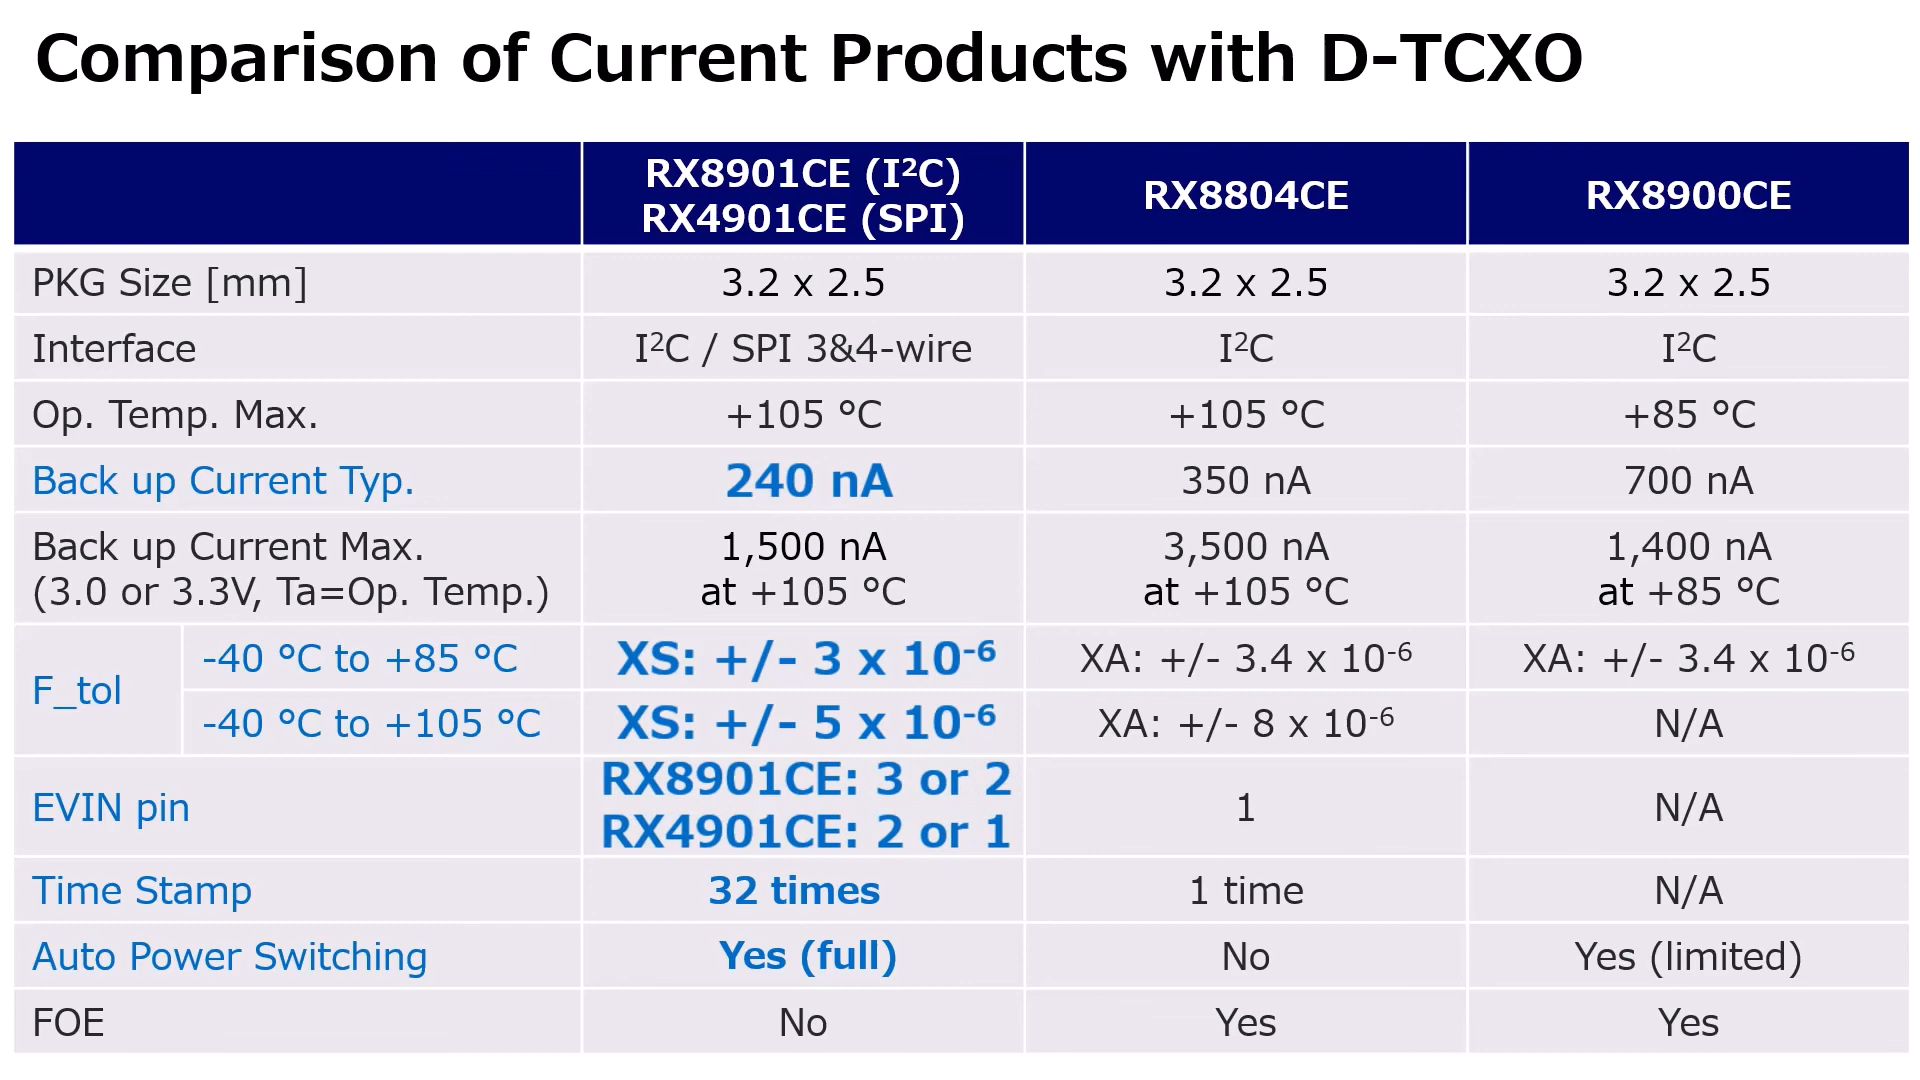 Comparison of Current Products with D-TCXO
RX8901CE (I²C)
RX4901CE (SPI)
RX8804CE
RX8900CE
PKG Size [mm]
3.2 x 2.5
3.2 x 2.5
3.2 x 2.5
Interface
I²C / SPI 3&4-wire
I²C
I²C
Op. Temp. Max.
+105 °C
+105 °C
+85 °C
Back up Current Typ.
240 nA
350 nA
700 nA
Back up Current Max.
(3.0 or 3.3V, Ta=Op. Temp.)
1,500 nA
at +105 °C
3,500 nA
at +105 °C
1,400 nA
at +85 °C
F_tol
-40 °C to +85 °C
XS: +/- 3 x 10⁻⁶
XA: +/- 3.4 x 10⁻⁶
XA: +/- 3.4 x 10⁻⁶
-40 °C to +105 °C
XS: +/- 5 x 10⁻⁶
XA: +/- 8 x 10⁻⁶
N/A
EVIN pin
RX8901CE: 3 or 2
RX4901CE: 2 or 1
1
N/A
Time Stamp
32 times
1 time
N/A
Auto Power Switching
Yes (full)
No
Yes (limited)
FOE
No
Yes
Yes